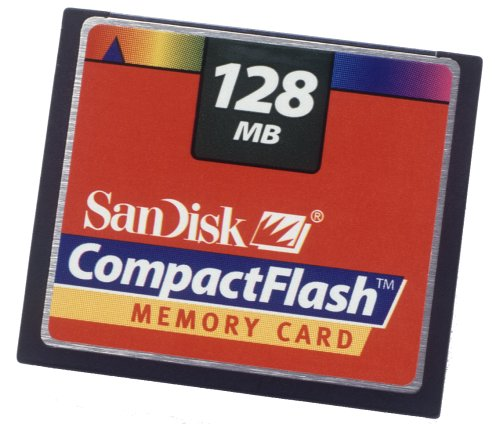 128
MB
SanDisk®
CompactFlash™
MEMORY CARD